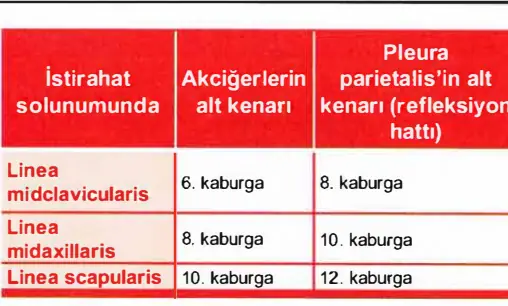 İstirahat solunumunda
Akciğerlerin alt kenarı
Pleura parietalis'in alt kenarı (refleksiyon hattı)
Linea midclavicularis
6. kaburga
8. kaburga
Linea midaxillaris
8. kaburga
10. kaburga
Linea scapularis
10. kaburga
12. kaburga